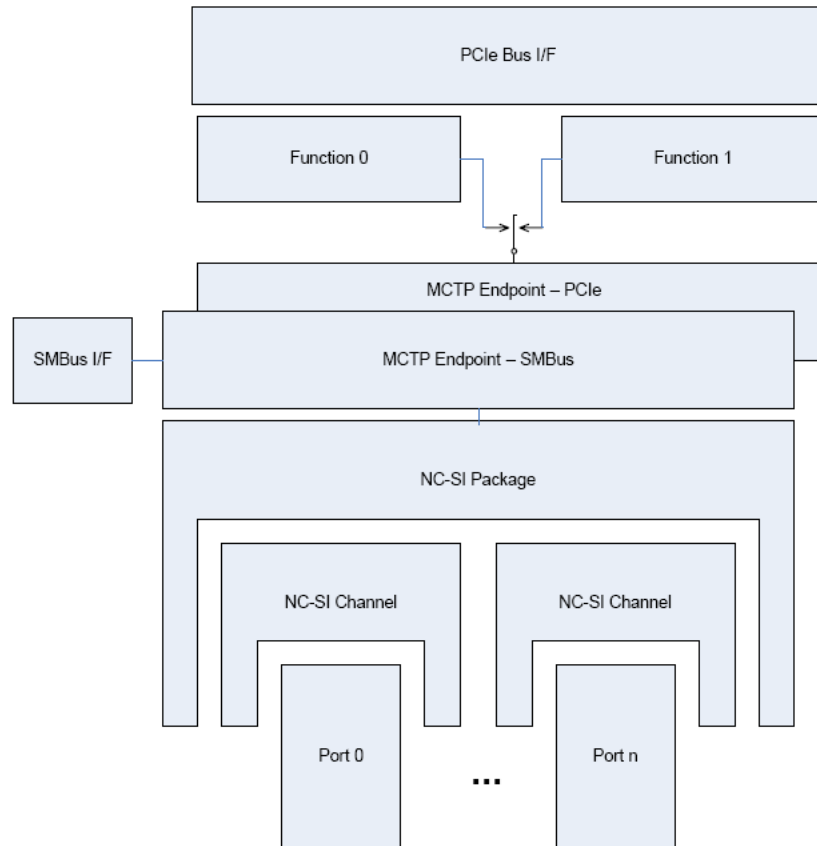 PCIe Bus I/F
Function 0
Function 1
MCTP Endpoint – PCIe
SMBus I/F
MCTP Endpoint – SMBus
NC-SI Package
NC-SI Channel
NC-SI Channel
Port 0
...
Port n